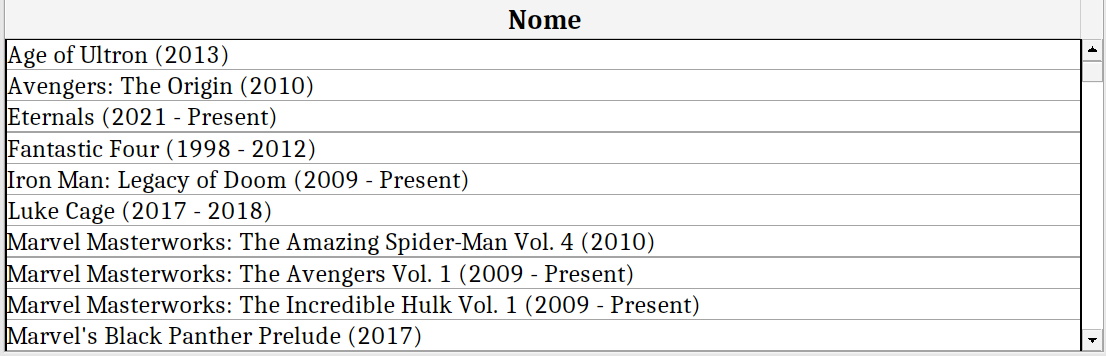 Nome
Age of Ultron (2013)
Avengers: The Origin (2010)
Eternals (2021 - Present)
Fantastic Four (1998 - 2012)
Iron Man: Legacy of Doom (2009 - Present)
Luke Cage (2017 - 2018)
Marvel Masterworks: The Amazing Spider-Man Vol. 4 (2010)
Marvel Masterworks: The Avengers Vol. 1 (2009 - Present)
Marvel Masterworks: The Incredible Hulk Vol. 1 (2009 - Present)
Marvel's Black Panther Prelude (2017)